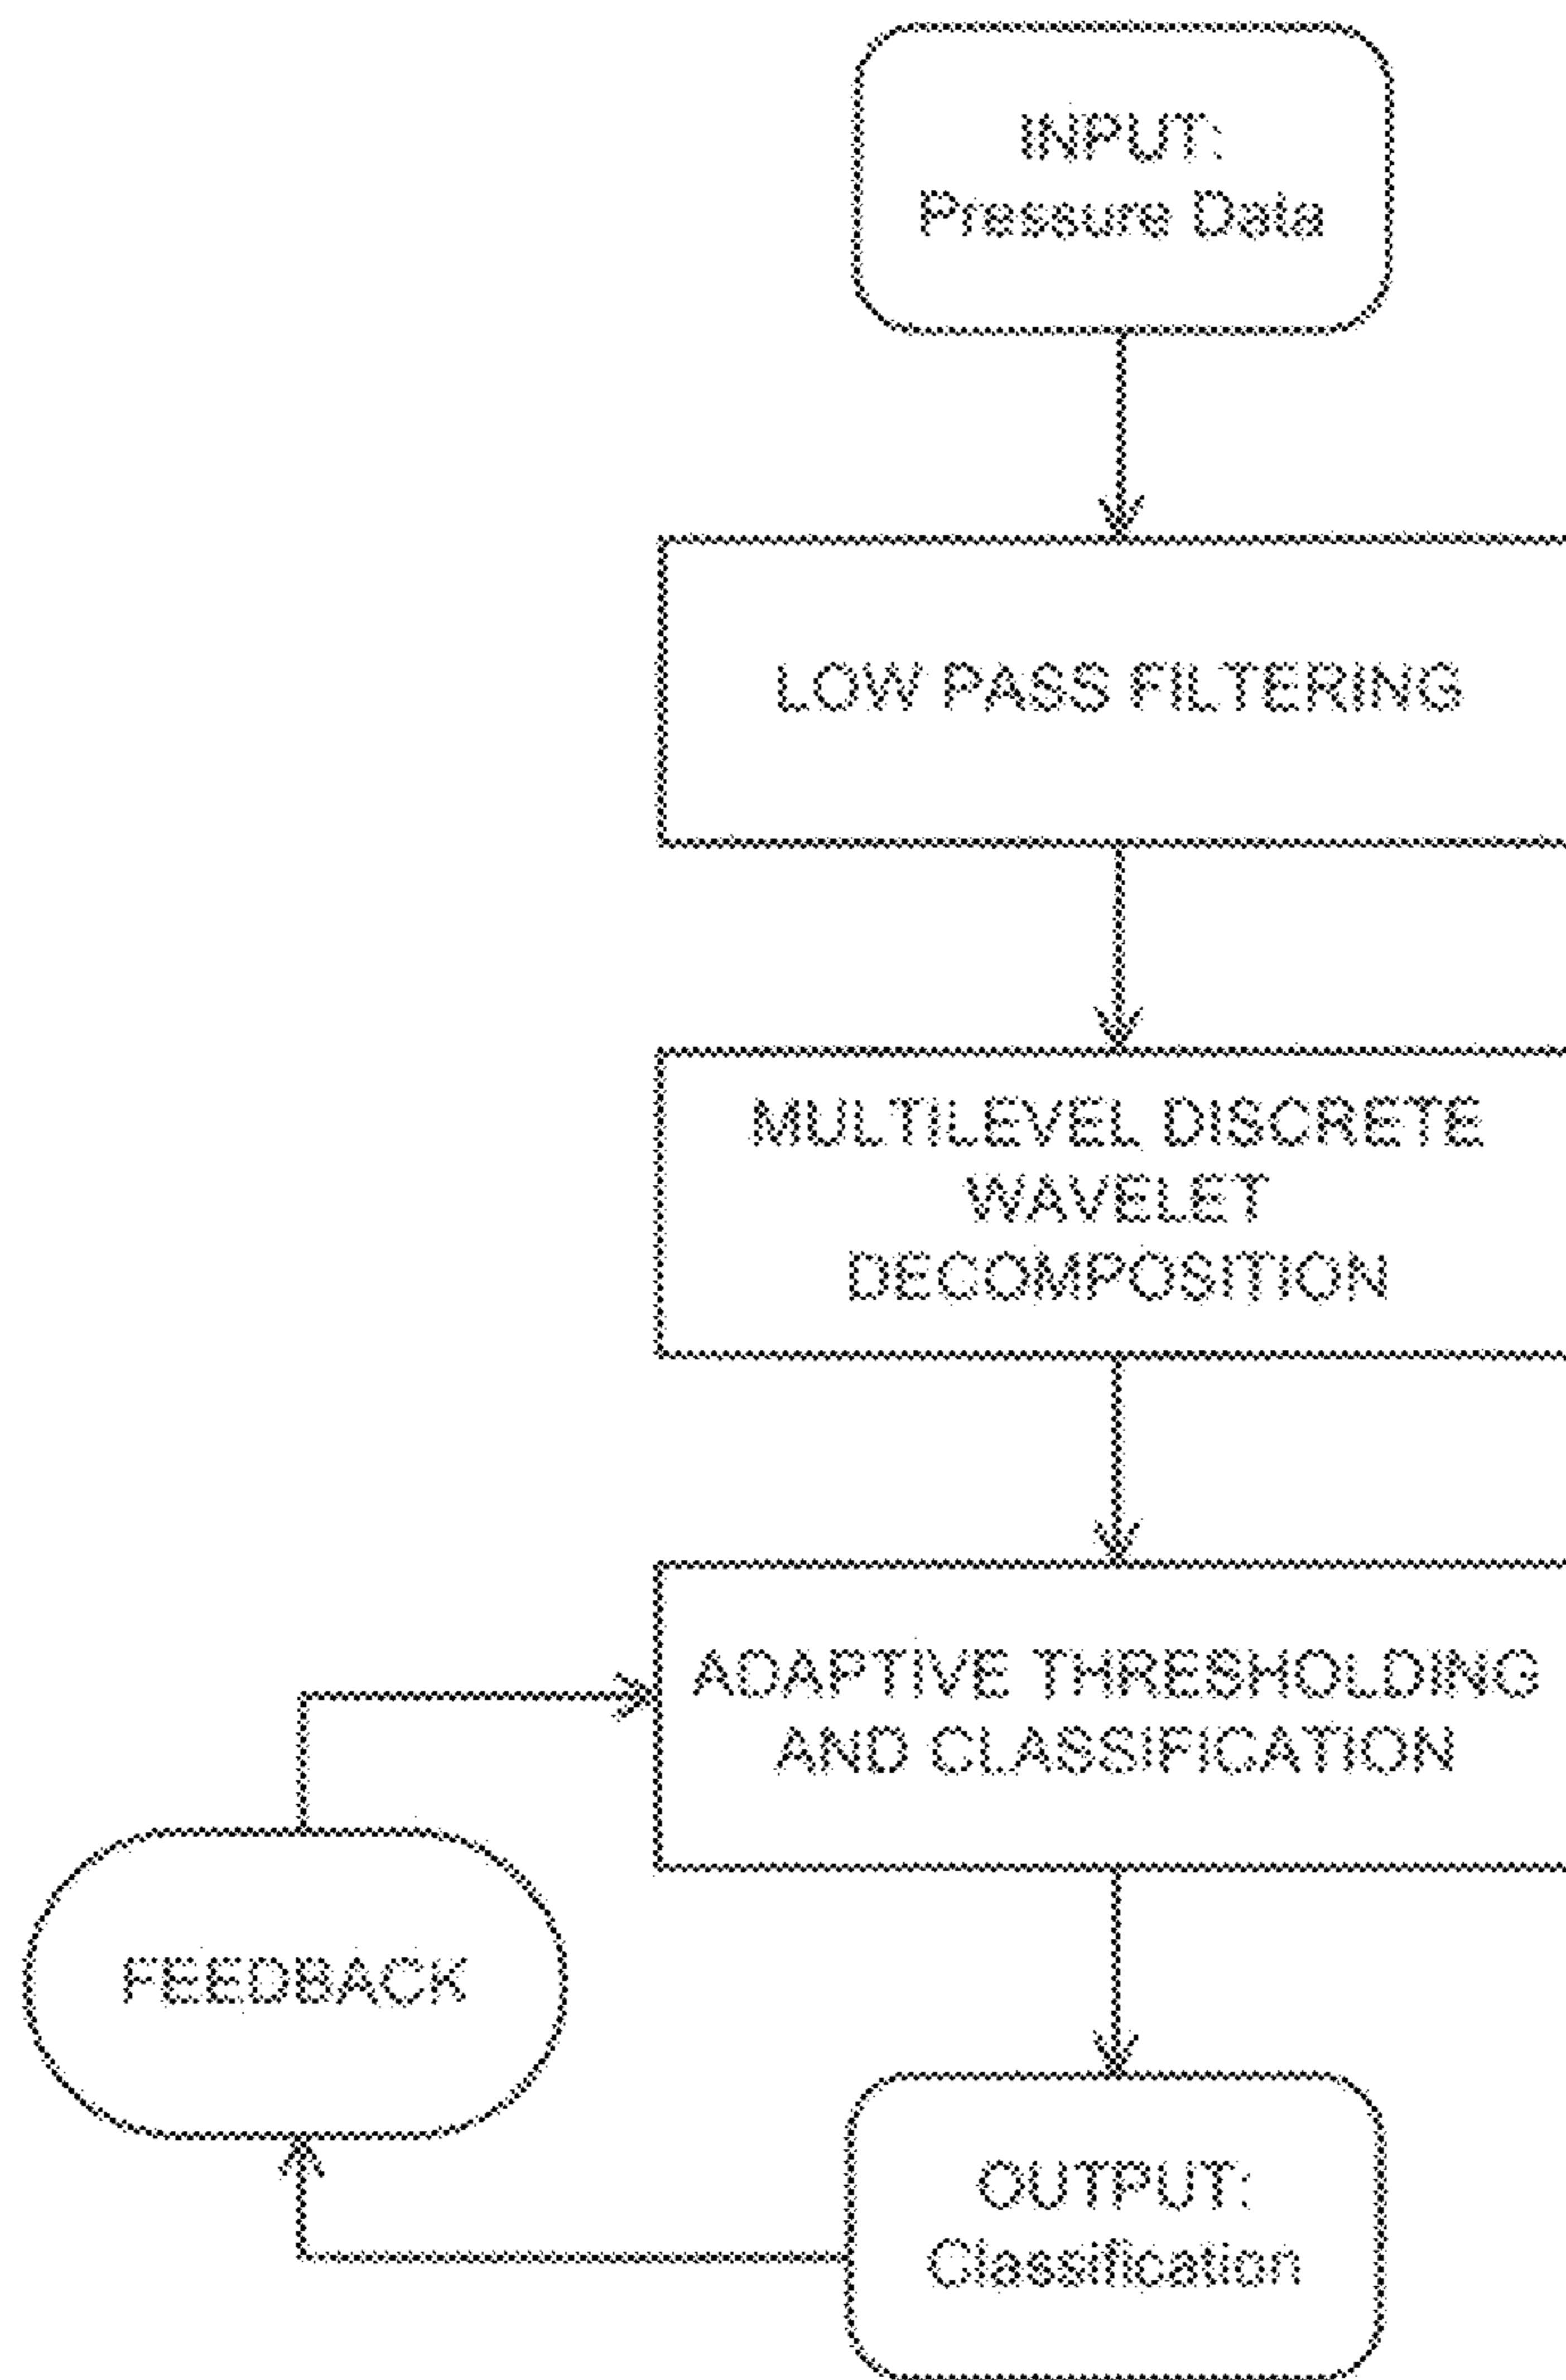 INPUT:
Pressure Data
LOW PASS FILTERING
MULTILEVEL DISCRETE
WAVELET
DECOMPOSITION
ADAPTIVE THRESHOLDING
AND CLASSIFICATION
FEEDBACK
OUTPUT:
Classification